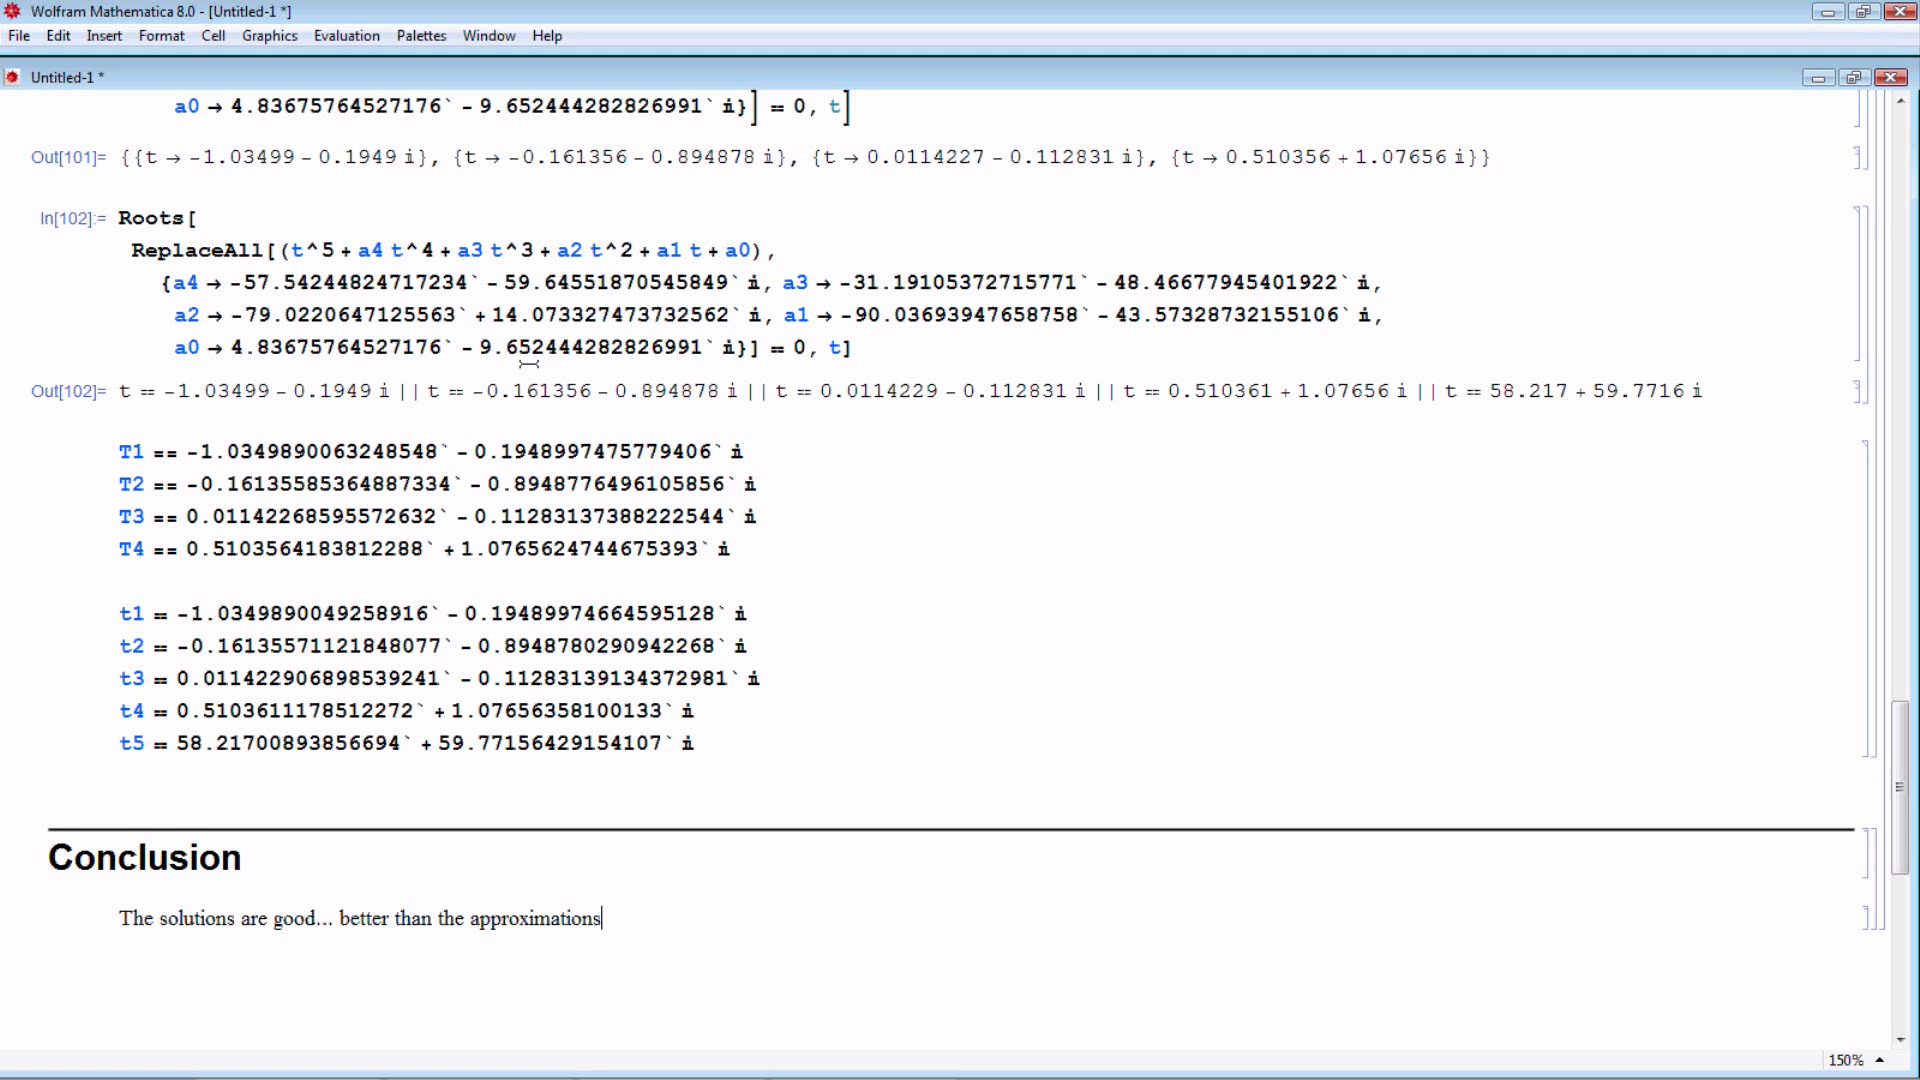 Wolfram Mathematica 8.0 - [Untitled-1 *]
File Edit Insert Format Cell Graphics Evaluation Palettes Window Help
Untitled-1 *
a0 → 4.83675764527176` - 9.652444282826991` i}] == 0, t]
Out[101]= {{t → -1.03499 - 0.1949 i}, {t → -0.161356 - 0.894878 i}, {t → 0.0114227 - 0.112831 i}, {t → 0.510356 + 1.07656 i}}
In[102]:= Roots[
ReplaceAll[(t^5 + a4 t^4 + a3 t^3 + a2 t^2 + a1 t + a0),
{a4 → -57.54244824717234` - 59.64551870545849` i, a3 → -31.19105372715771` - 48.46677945401922` i,
a2 → -79.0220647125563` + 14.073327473732562` i, a1 → -90.03693947658758` - 43.57328732155106` i,
a0 → 4.83675764527176` - 9.652444282826991` i}] == 0, t]
Out[102]= t == -1.03499 - 0.1949 i || t == -0.161356 - 0.894878 i || t == 0.0114229 - 0.112831 i || t == 0.510361 + 1.07656 i || t == 58.217 + 59.7716 i
T1 == -1.0349890063248548` - 0.1948997475779406` i
T2 == -0.16135585364887334` - 0.8948776496105856` i
T3 == 0.01142268595572632` - 0.11283137388222544` i
T4 == 0.5103564183812288` + 1.0765624744675393` i
t1 == -1.0349890049258916` - 0.19489974664595128` i
t2 == -0.16135571121848077` - 0.8948780290942268` i
t3 == 0.011422906898539241` - 0.11283139134372981` i
t4 == 0.5103611178512272` + 1.07656358100133` i
t5 == 58.21700893856694` + 59.77156429154107` i
Conclusion
The solutions are good... better than the approximations
150%